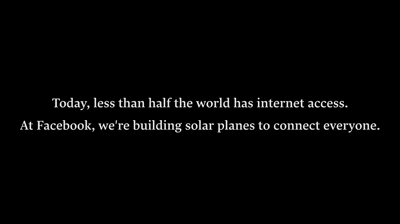 Today, less than half the world has internet access.
At Facebook, we're building solar planes to connect everyone.